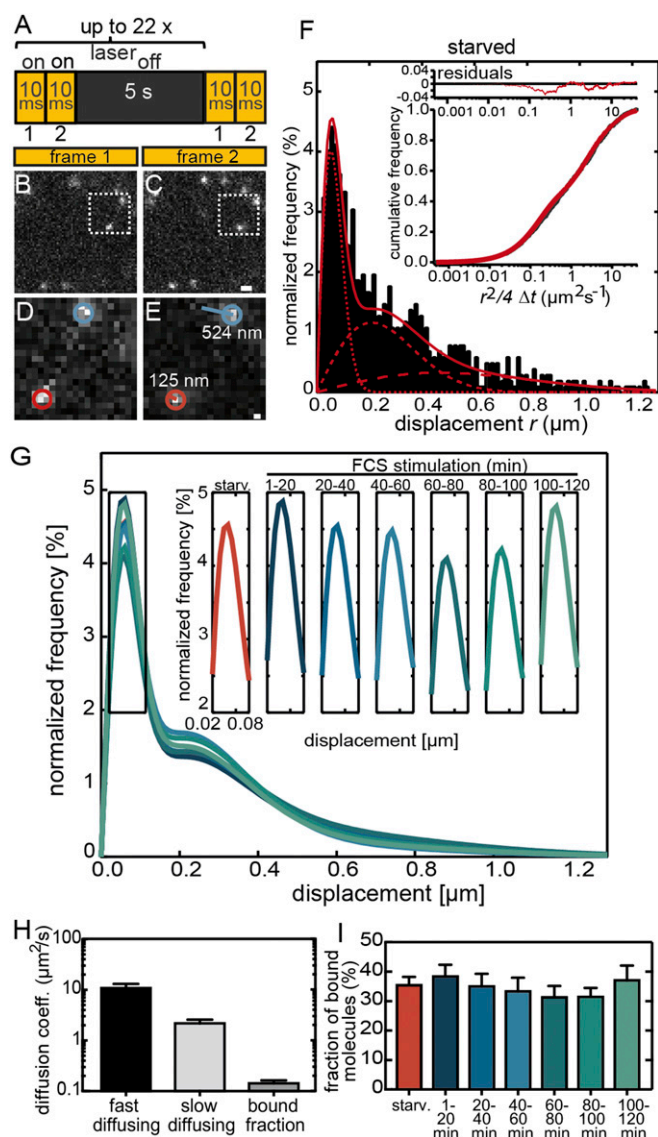 A
up to 22 x
laser
on on off
10 ms 10 ms 5 s 10 ms 10 ms
1 2 1 2
frame 1 frame 2
B C
D E
524 nm
125 nm
F
starved
normalized frequency (%)
5
4
3
2
1
0
0.0 0.2 0.4 0.6 0.8 1.0 1.2
displacement r (µm)
residuals
0.04
0
-0.04
0.001 0.01 0.1 1 10
cumulative frequency
1.0
0.8
0.6
0.4
0.2
0.0
0.001 0.01 0.1 1 10
r²/4 Δt (µm²s⁻¹)
G
normalized frequency [%]
5
4
3
2
1
0
0 0.2 0.4 0.6 0.8 1.0 1.2
displacement [µm]
FCS stimulation (min)
starv. 1-20 20-40 40-60 60-80 80-100 100-120
normalized frequency [%]
5
4
3
2
0.02 0.08
displacement [µm]
H
diffusion coeff. (µm²/s)
100
10
1
0.1
fast diffusing
slow diffusing
bound fraction
I
fraction of bound molecules (%)
50
40
30
20
10
0
starv.
1-20 min
20-40 min
40-60 min
60-80 min
80-100 min
100-120 min